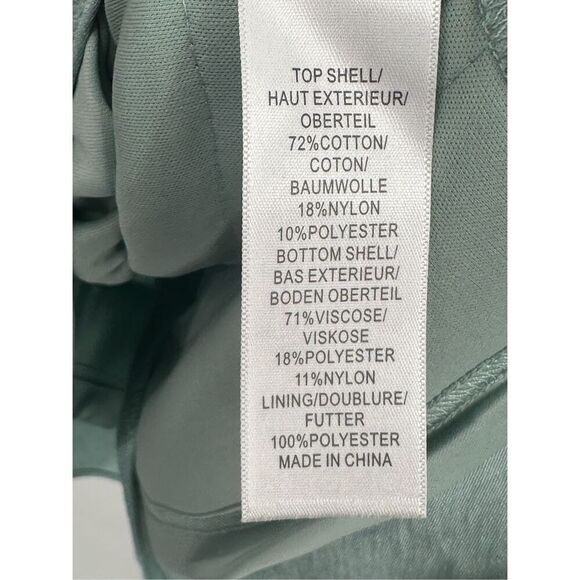 TOP SHELL/
HAUT EXTERIEUR/
OBERTEIL
72%COTTON/
COTON/
BAUMWOLLE
18%NYLON
10%POLYESTER
BOTTOM SHELL/
BAS EXTERIEUR/
BODEN OBERTEIL
71%VISCOSE/
VISKOSE
18%POLYESTER
11%NYLON
LINING/DOUBLURE/
FUTTER
100%POLYESTER
MADE IN CHINA